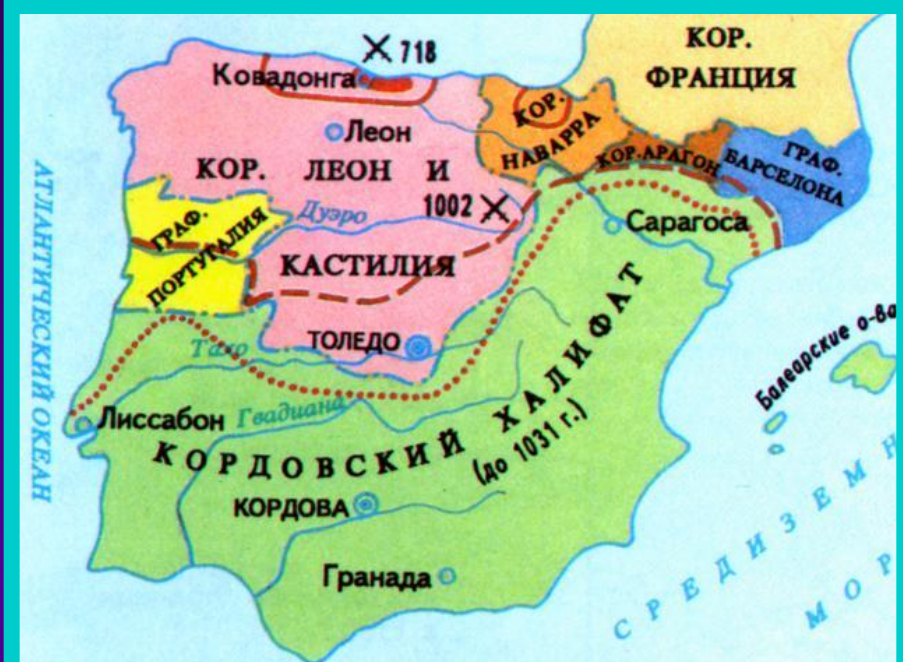 КОР.
ФРАНЦИЯ
718
Ковадонга
Леон
КОР. ЛЕОН И
КАСТИЛИЯ
1002
Дуэро
КОР.
НАВАРРА
КОР. АРАГОН
ГРАФ.
БАРСЕЛОНА
Сарагоса
ГРАФ.
ПОРТУГАЛИЯ
ТОЛЕДО
Тахо
АТЛАНТИЧЕСКИЙ ОКЕАН
Лиссабон
Гвадиана
КОРДОВСКИЙ ХАЛИФАТ
(до 1031 г.)
КОРДОВА
Гранада
Балеарские о-ва
СРЕДИЗЕМН
МОР